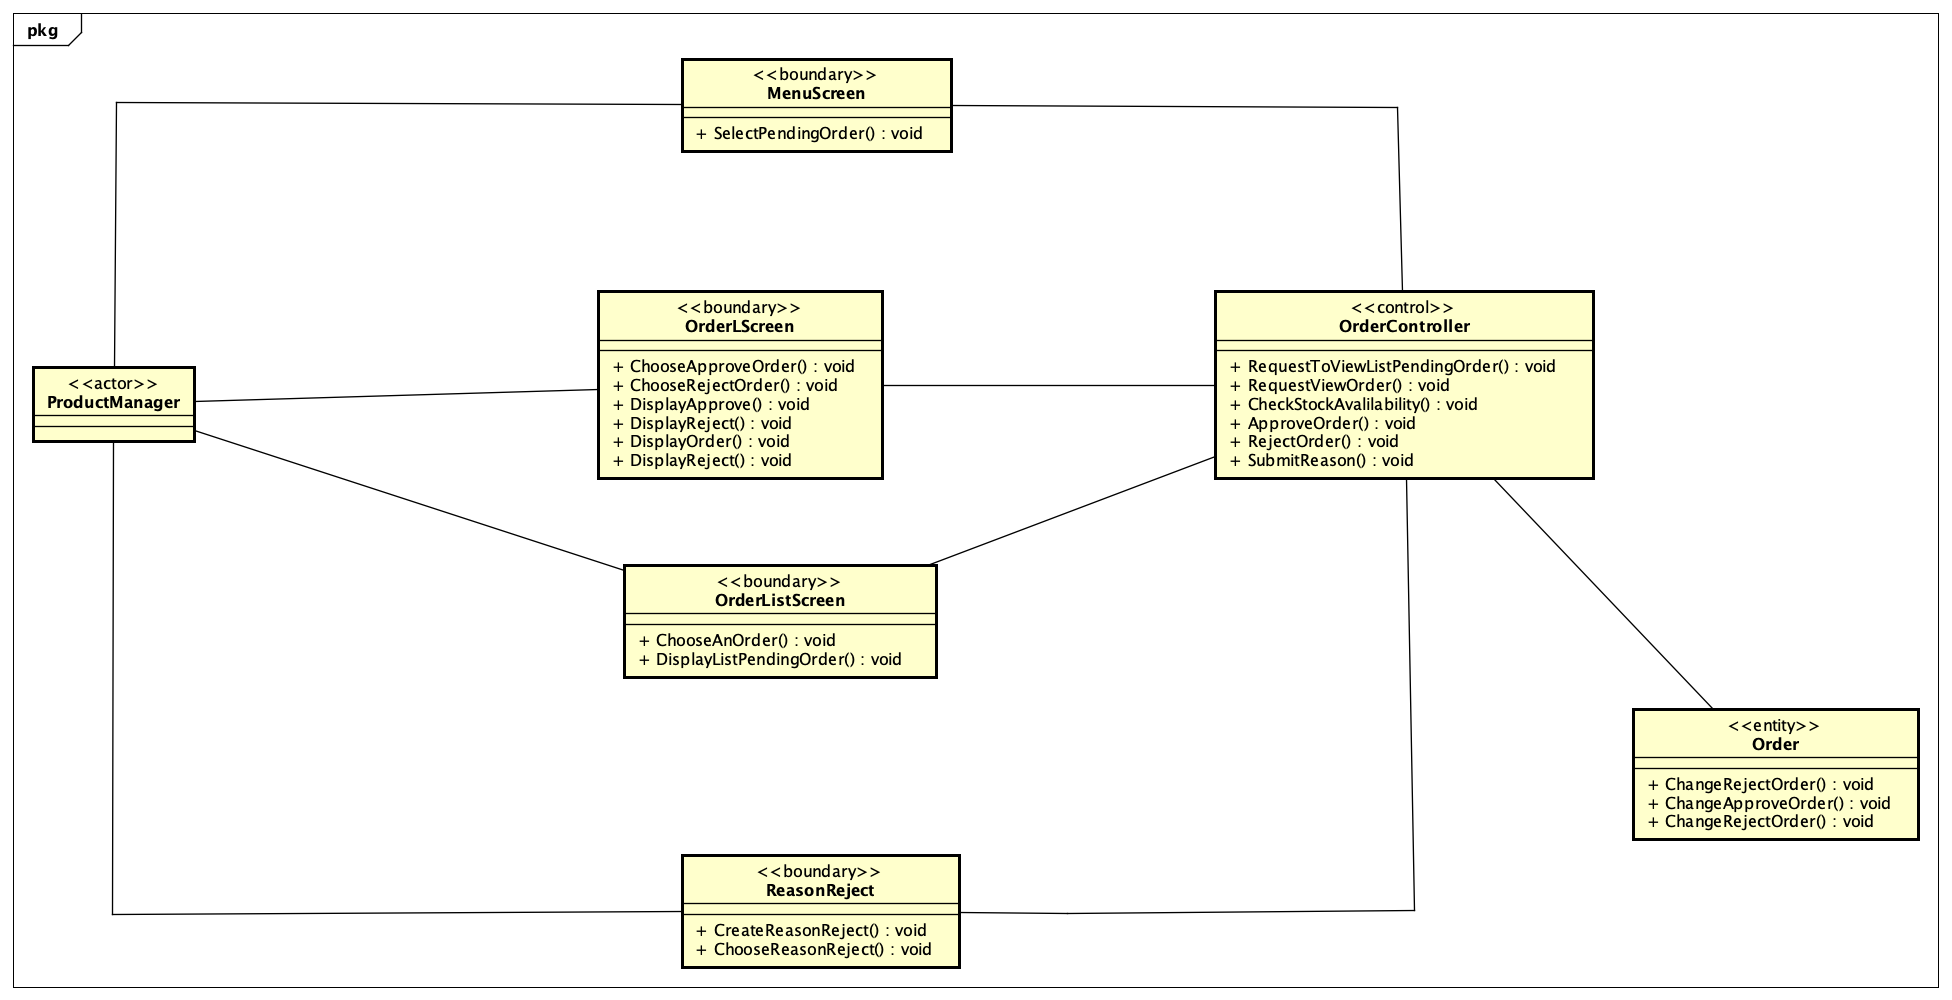 pkg
<<boundary>>
MenuScreen
+ SelectPendingOrder() : void
<<boundary>>
OrderLScreen
+ ChooseApproveOrder() : void
+ ChooseRejectOrder() : void
+ DisplayApprove() : void
+ DisplayReject() : void
+ DisplayOrder() : void
+ DisplayReject() : void
<<control>>
OrderController
+ RequestToViewListPendingOrder() : void
+ RequestViewOrder() : void
+ CheckStockAvalilability() : void
+ ApproveOrder() : void
+ RejectOrder() : void
+ SubmitReason() : void
<<actor>>
ProductManager
<<boundary>>
OrderListScreen
+ ChooseAnOrder() : void
+ DisplayListPendingOrder() : void
<<entity>>
Order
+ ChangeRejectOrder() : void
+ ChangeApproveOrder() : void
+ ChangeRejectOrder() : void
<<boundary>>
ReasonReject
+ CreateReasonReject() : void
+ ChooseReasonReject() : void